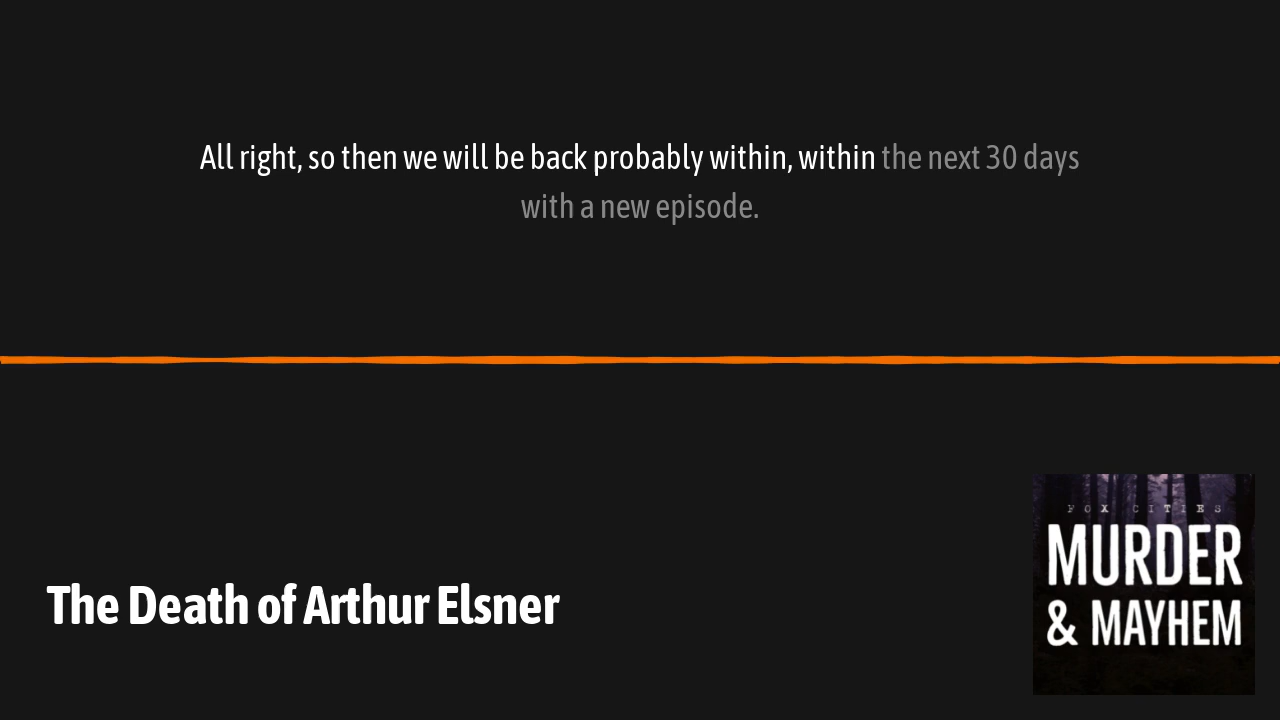 All right, so then we will be back probably within, within the next 30 days
with a new episode.
The Death of Arthur Elsner
FOX CITIES
MURDER
& MAYHEM